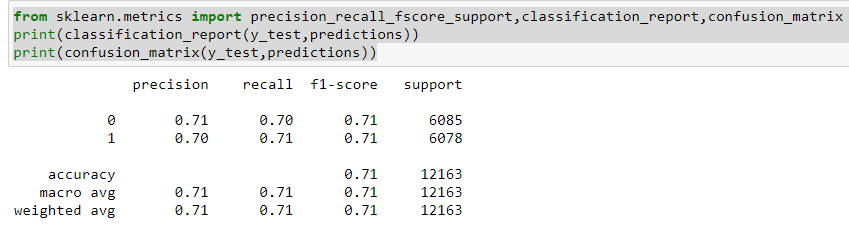 from sklearn.metrics import precision_recall_fscore_support,classification_report,confusion_matrix
print(classification_report(y_test,predictions))
print(confusion_matrix(y_test,predictions))
precision recall f1-score support
0 0.71 0.70 0.71 6085
1 0.70 0.71 0.71 6078
accuracy 0.71 12163
macro avg 0.71 0.71 0.71 12163
weighted avg 0.71 0.71 0.71 12163